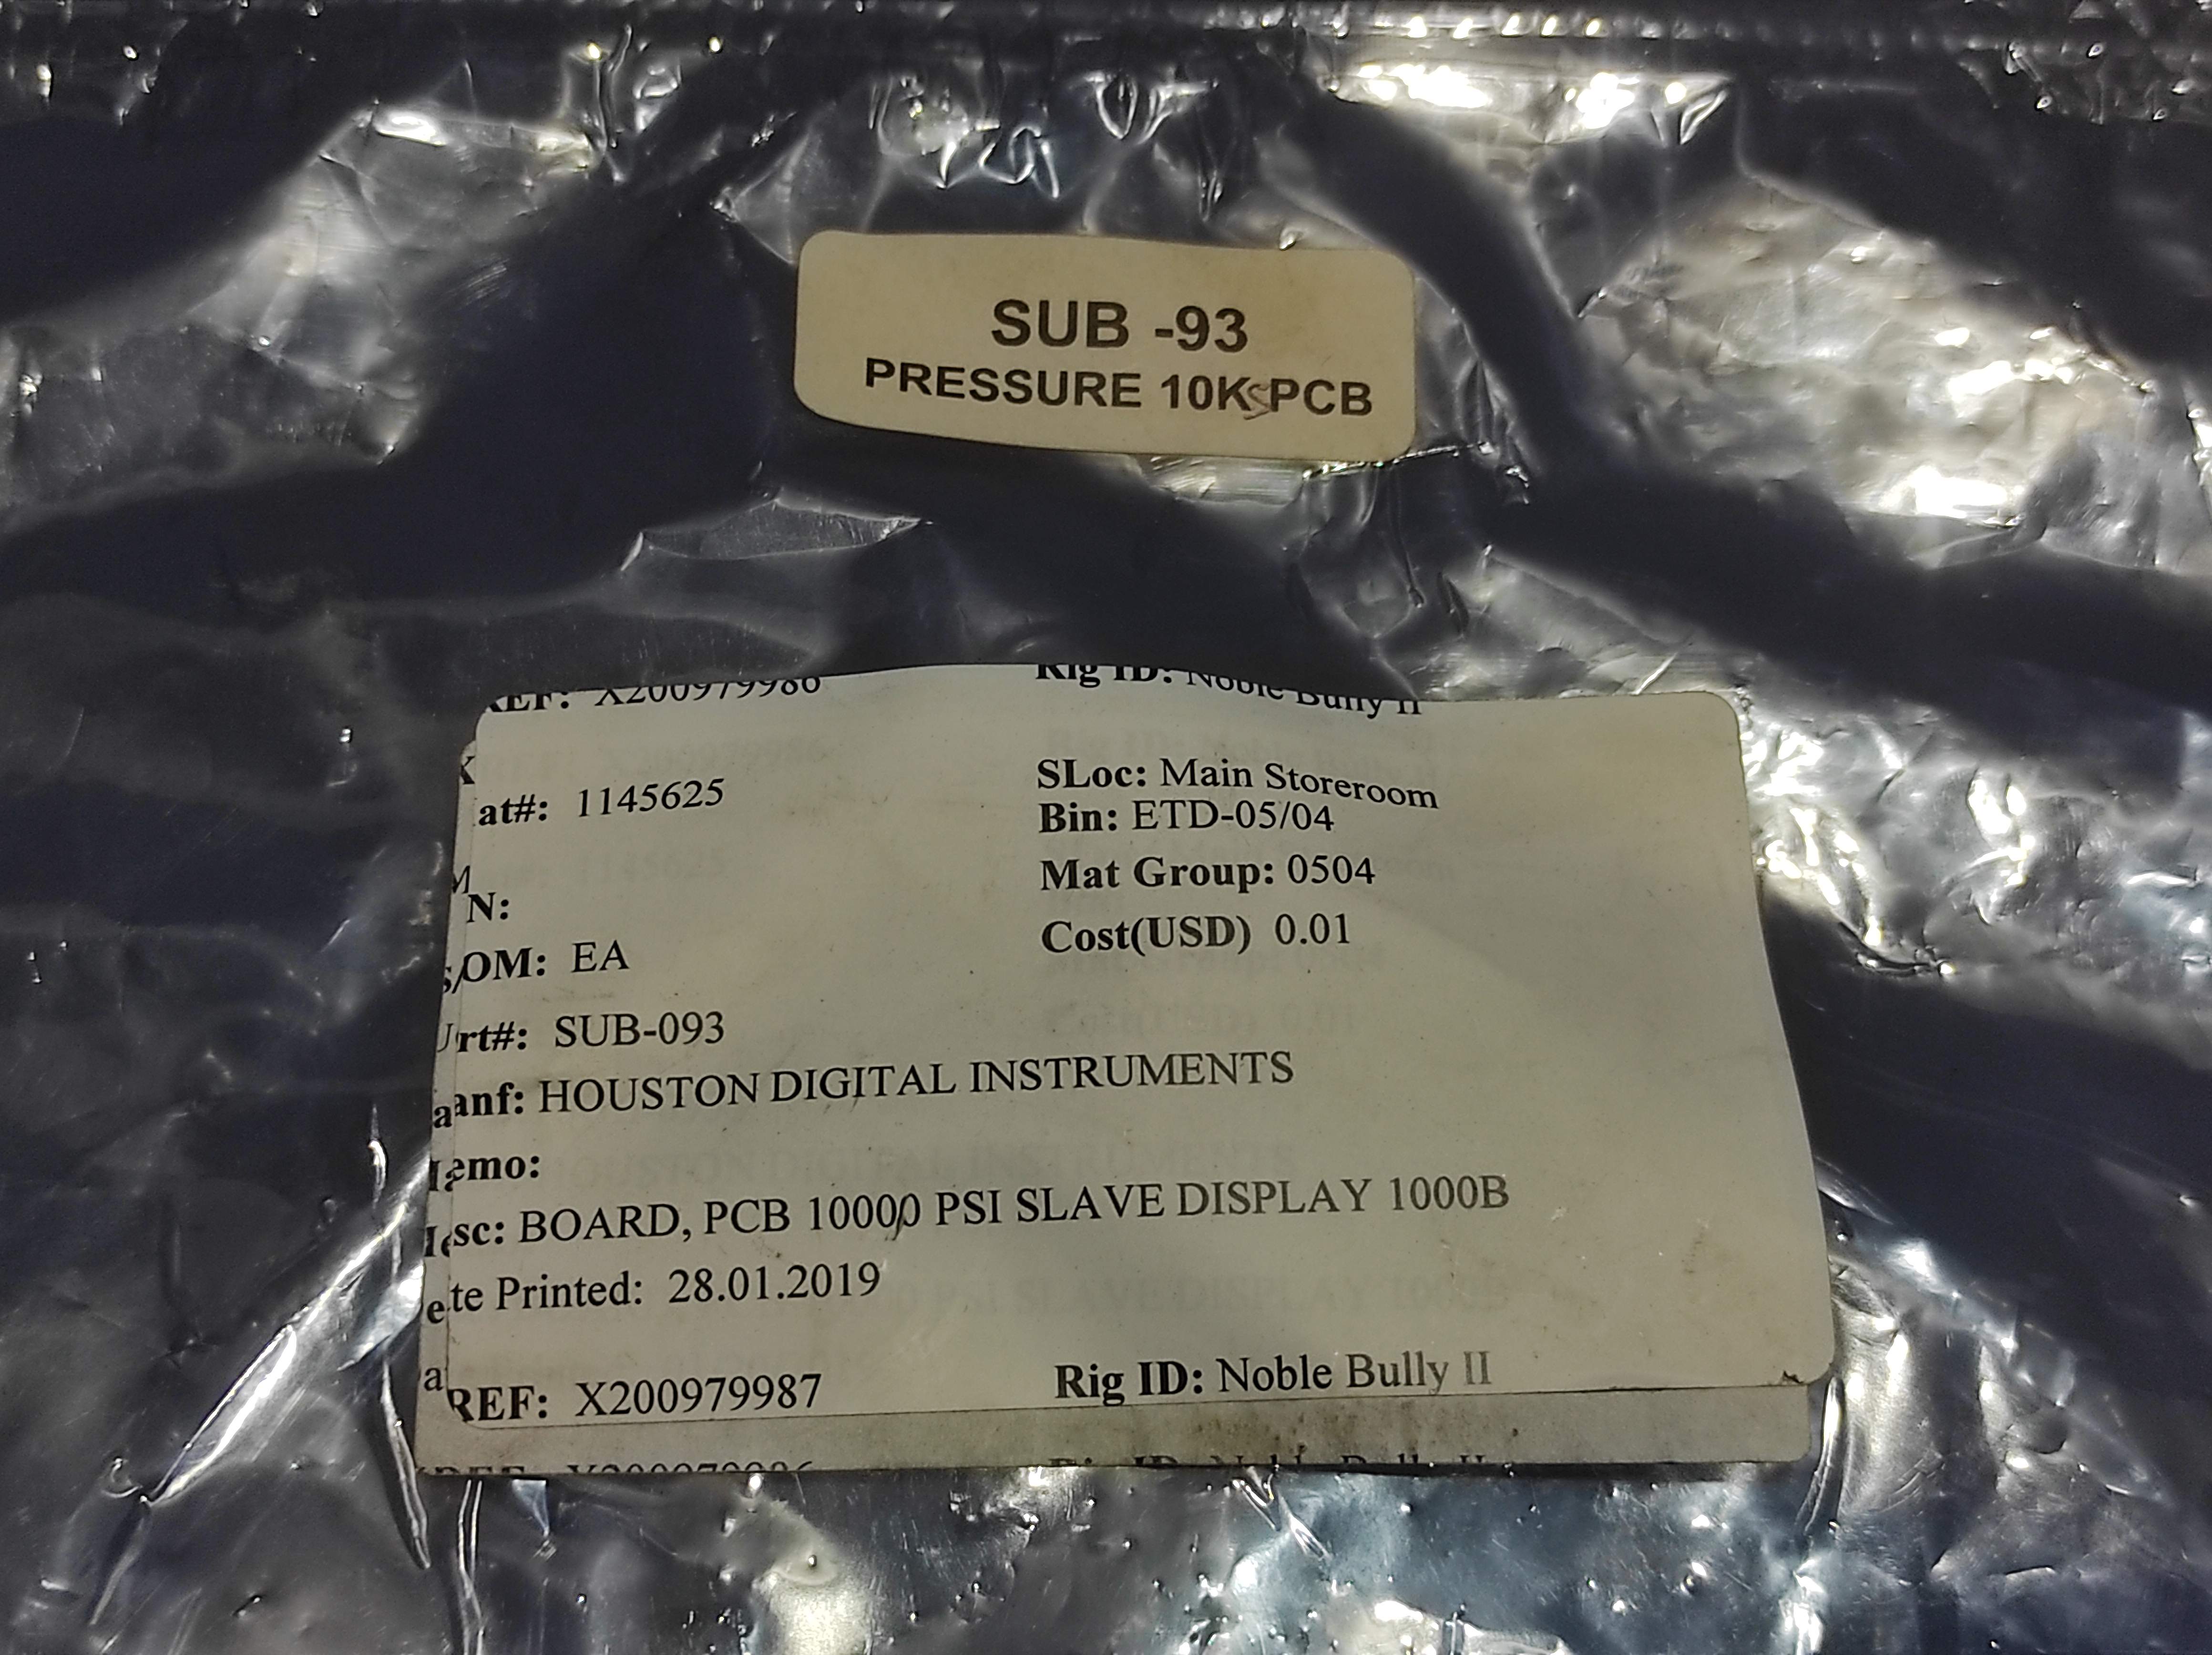 SUB -93
PRESSURE 10K PCB
REF: X200979986 Rig ID: Noble Bully II
at#: 1145625 SLoc: Main Storeroom
Bin: ETD-05/04
N: Mat Group: 0504
OM: EA Cost(USD) 0.01
rt#: SUB-093
anf: HOUSTON DIGITAL INSTRUMENTS
emo:
sc: BOARD, PCB 10000 PSI SLAVE DISPLAY 1000B
te Printed: 28.01.2019
REF: X200979987 Rig ID: Noble Bully II